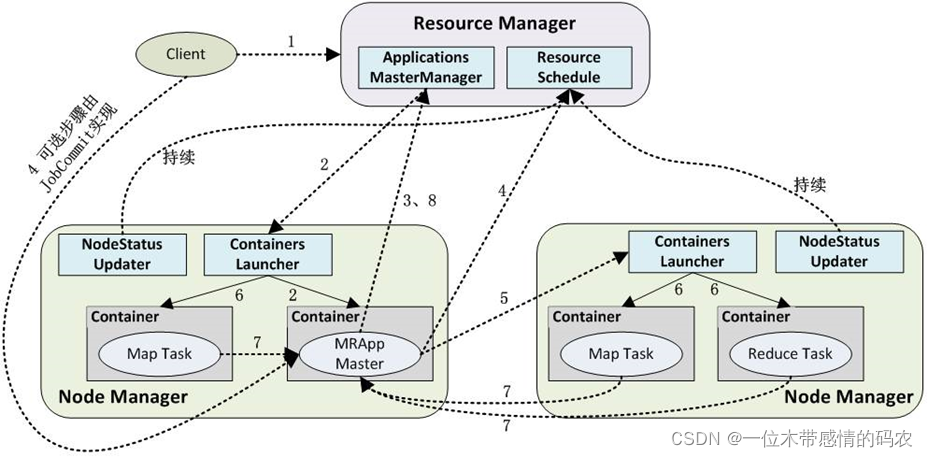 Resource Manager
Client
1
Applications
MasterManager
Resource
Schedule
4 可选步骤由
JobCommit实现
持续
2
3、8
4
持续
NodeStatus
Updater
Containers
Launcher
Containers
Launcher
NodeStatus
Updater
6
2
5
6
6
Container
Container
Container
Container
Map Task
7
MRApp
Master
Map Task
Reduce Task
Node Manager
7
Node Manager
7
CSDN @一位木带感情的码农